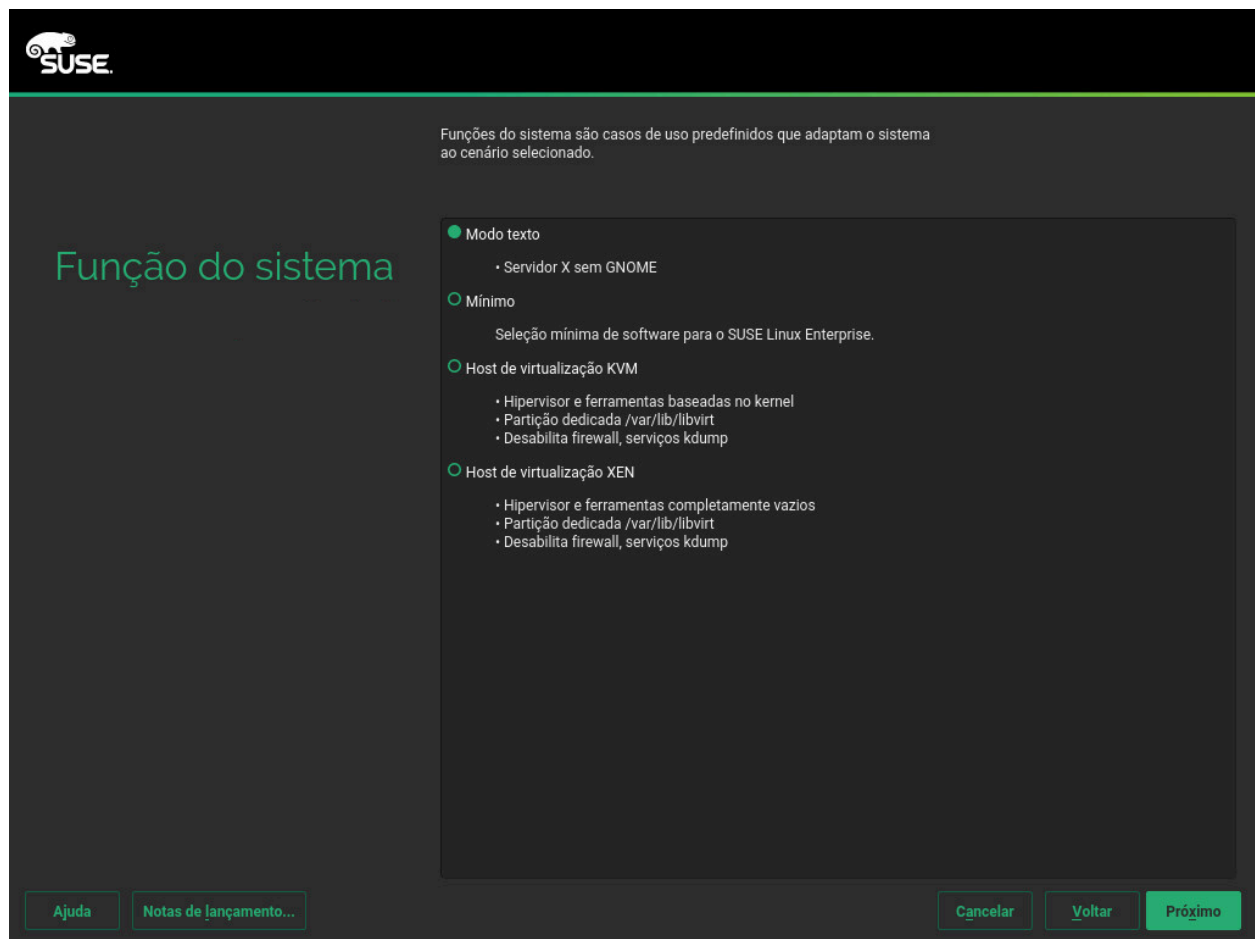 SUSE.
Funções do sistema são casos de uso predefinidos que adaptam o sistema
ao cenário selecionado.
Função do sistema
Modo texto
• Servidor X sem GNOME
Mínimo
Seleção mínima de software para o SUSE Linux Enterprise.
Host de virtualização KVM
• Hipervisor e ferramentas baseadas no kernel
• Partição dedicada /var/lib/libvirt
• Desabilita firewall, serviços kdump
Host de virtualização XEN
• Hipervisor e ferramentas completamente vazios
• Partição dedicada /var/lib/libvirt
• Desabilita firewall, serviços kdump
Ajuda
Notas de lançamento...
Cancelar
Voltar
Próximo